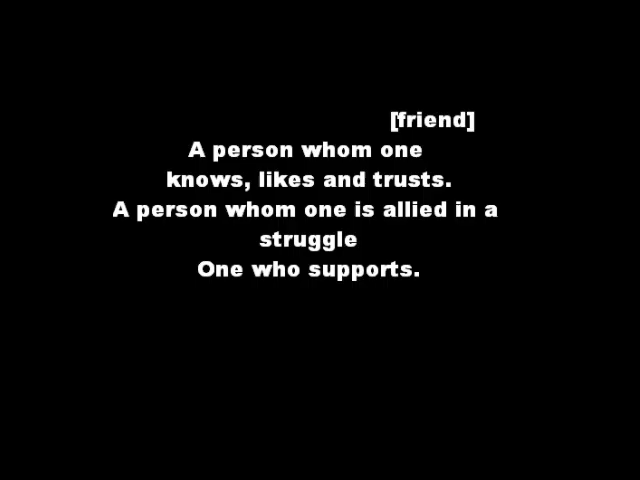 [friend]
A person whom one
knows, likes and trusts.
A person whom one is allied in a
struggle
One who supports.